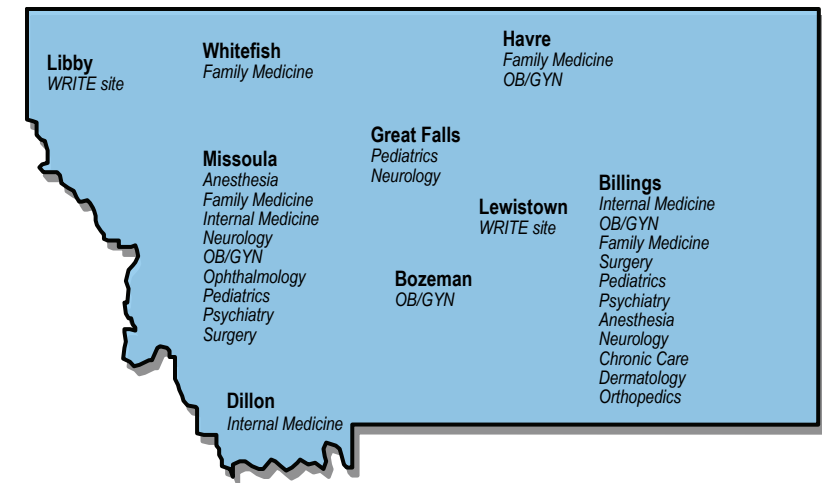 Libby
WRITE site
Whitefish
Family Medicine
Havre
Family Medicine
OB/GYN
Great Falls
Pediatrics
Neurology
Missoula
Anesthesia
Family Medicine
Internal Medicine
Neurology
OB/GYN
Ophthalmology
Pediatrics
Psychiatry
Surgery
Lewistown
WRITE site
Billings
Internal Medicine
OB/GYN
Family Medicine
Surgery
Pediatrics
Psychiatry
Anesthesia
Neurology
Chronic Care
Dermatology
Orthopedics
Bozeman
OB/GYN
Dillon
Internal Medicine